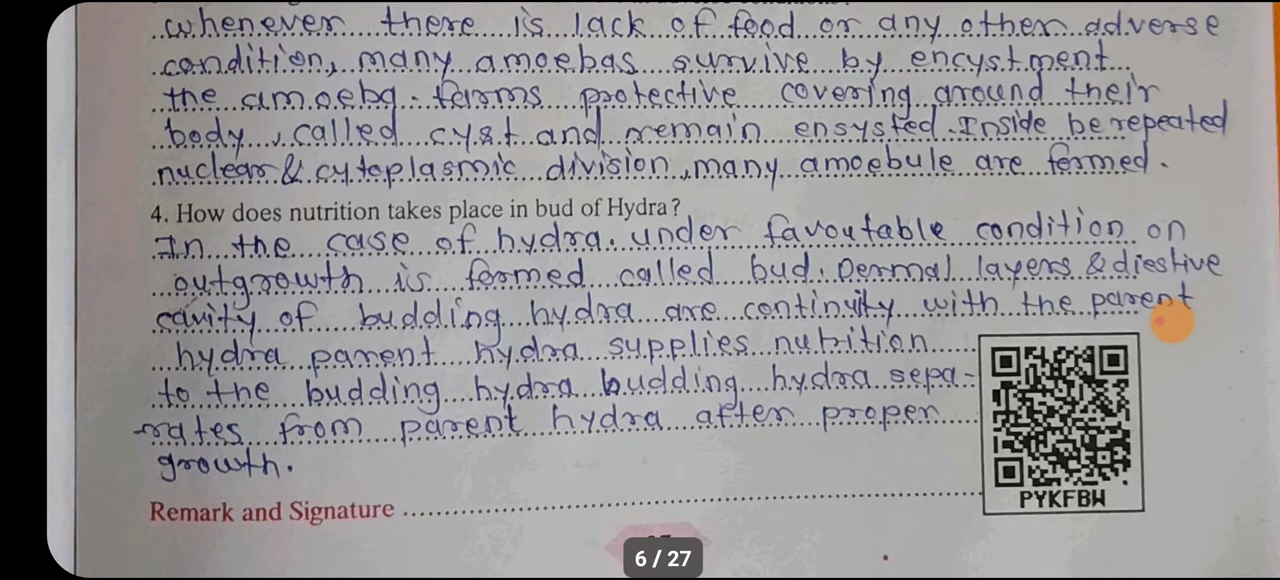 whenever there is lack of food or any other adverse
condition, many amoebas survive by encystment
the amoeba. forms protective covering around their
body, called cyst and remain ensysted. Inside be repeated
nuclear & cytoplasmic division, many amoebule are formed.
4. How does nutrition takes place in bud of Hydra?
In the case of hydra. under favoutable condition on
outgrowth is formed called bud. Dermal layers & diestive
cavity of budding hydra are continuity with the parent
hydra parent hydra supplies nutrition
to the budding hydra budding hydra sepa-
-rates from parent hydra after proper
growth.
PYKFBW
Remark and Signature
6 / 27